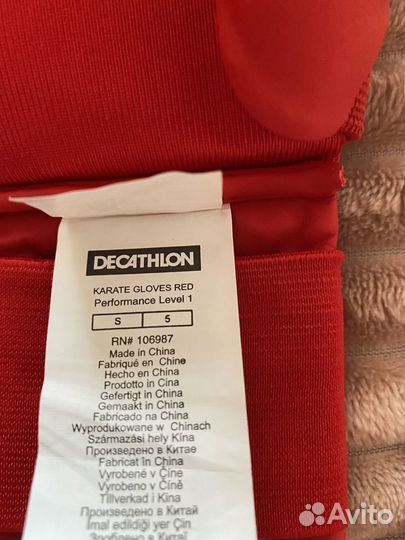 DECATHLON
KARATE GLOVES RED
Performance Level 1
S 5
RN# 106987
Made in China
Fabriqué en Chine
Hecho en China
Prodotto in Cina
Gefertigt in China
Gemaakt in China
Fabricado na China
Wyprodukowane w Chinach
Származási hely Kína
Произведено в Китае
Fabricat în China
Vyrobené v Číne
Vyrobeno v Číně
Tillverkad i Kina
Произведено в Китай
İmal edildiği yer Çin
Зроблено в Китаї
Avito